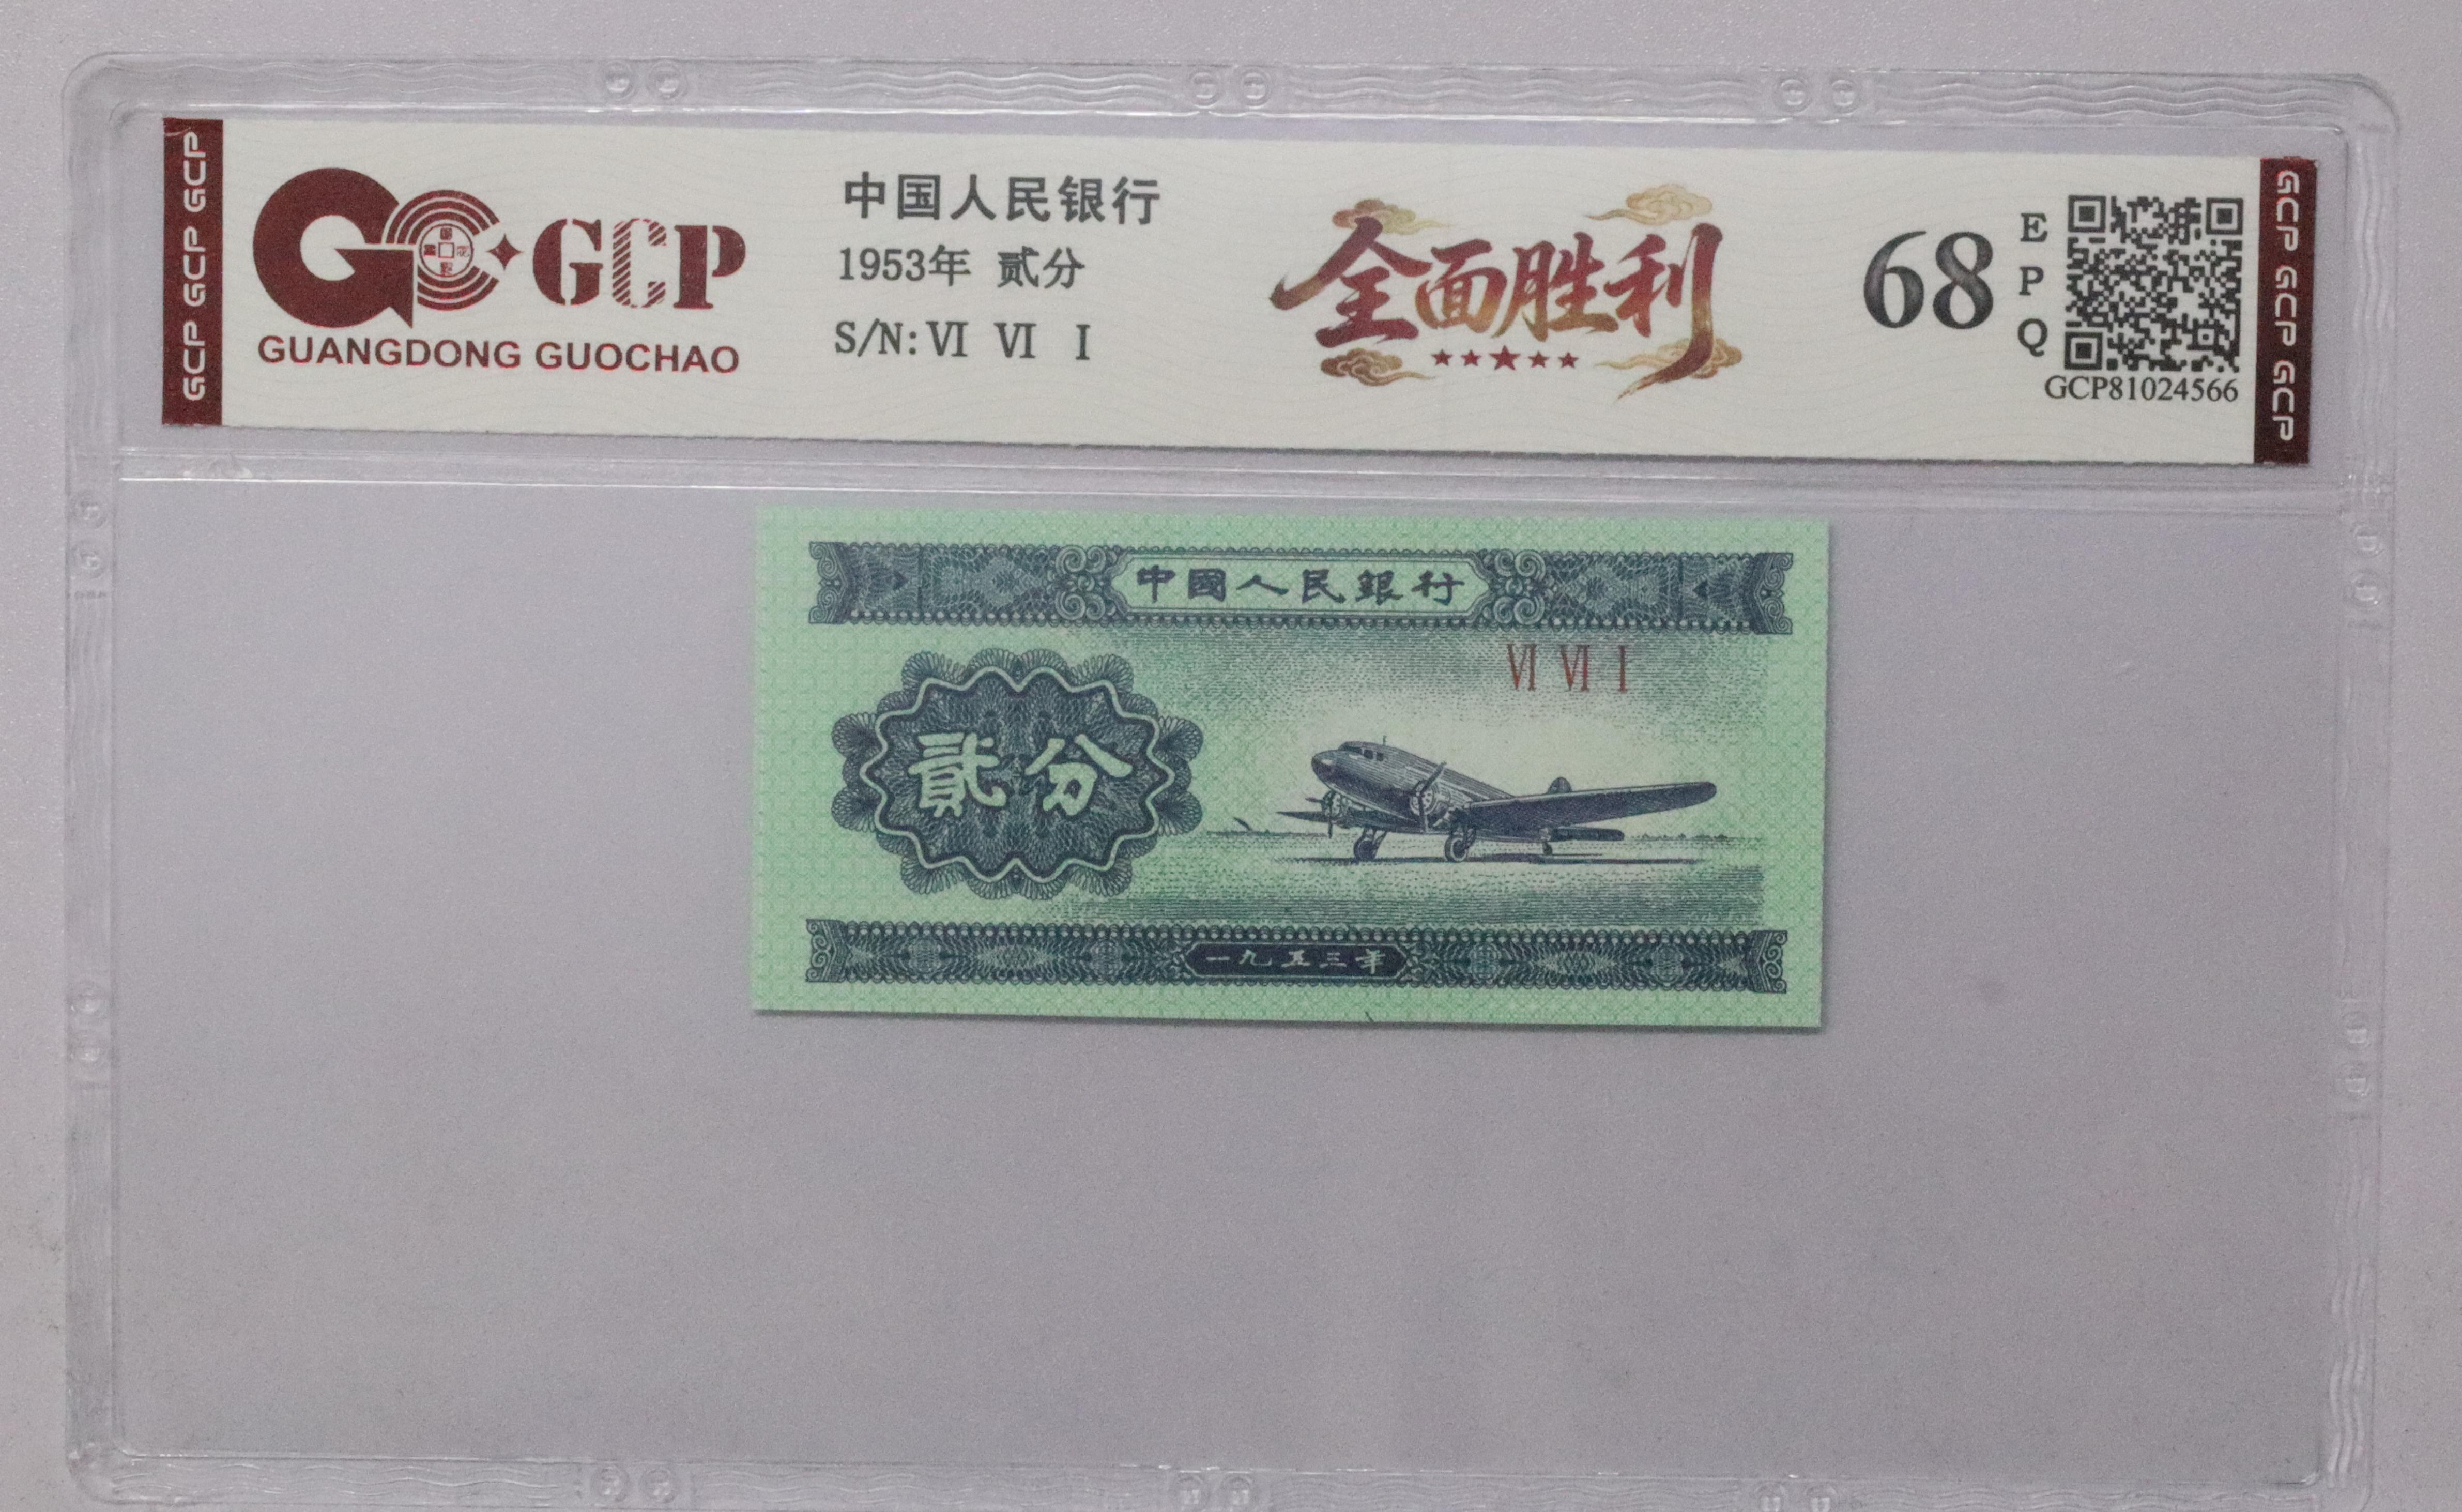 GCP GCP GCP
GCP
GUANGDONG GUOCHAO
中国人民银行
1953年 贰分
S/N: Ⅵ Ⅵ Ⅰ
全面胜利
68
E
P
Q
GCP81024566
GCP GCP GCP
中國人民銀行
Ⅵ Ⅵ Ⅰ
貳分
一九五三年